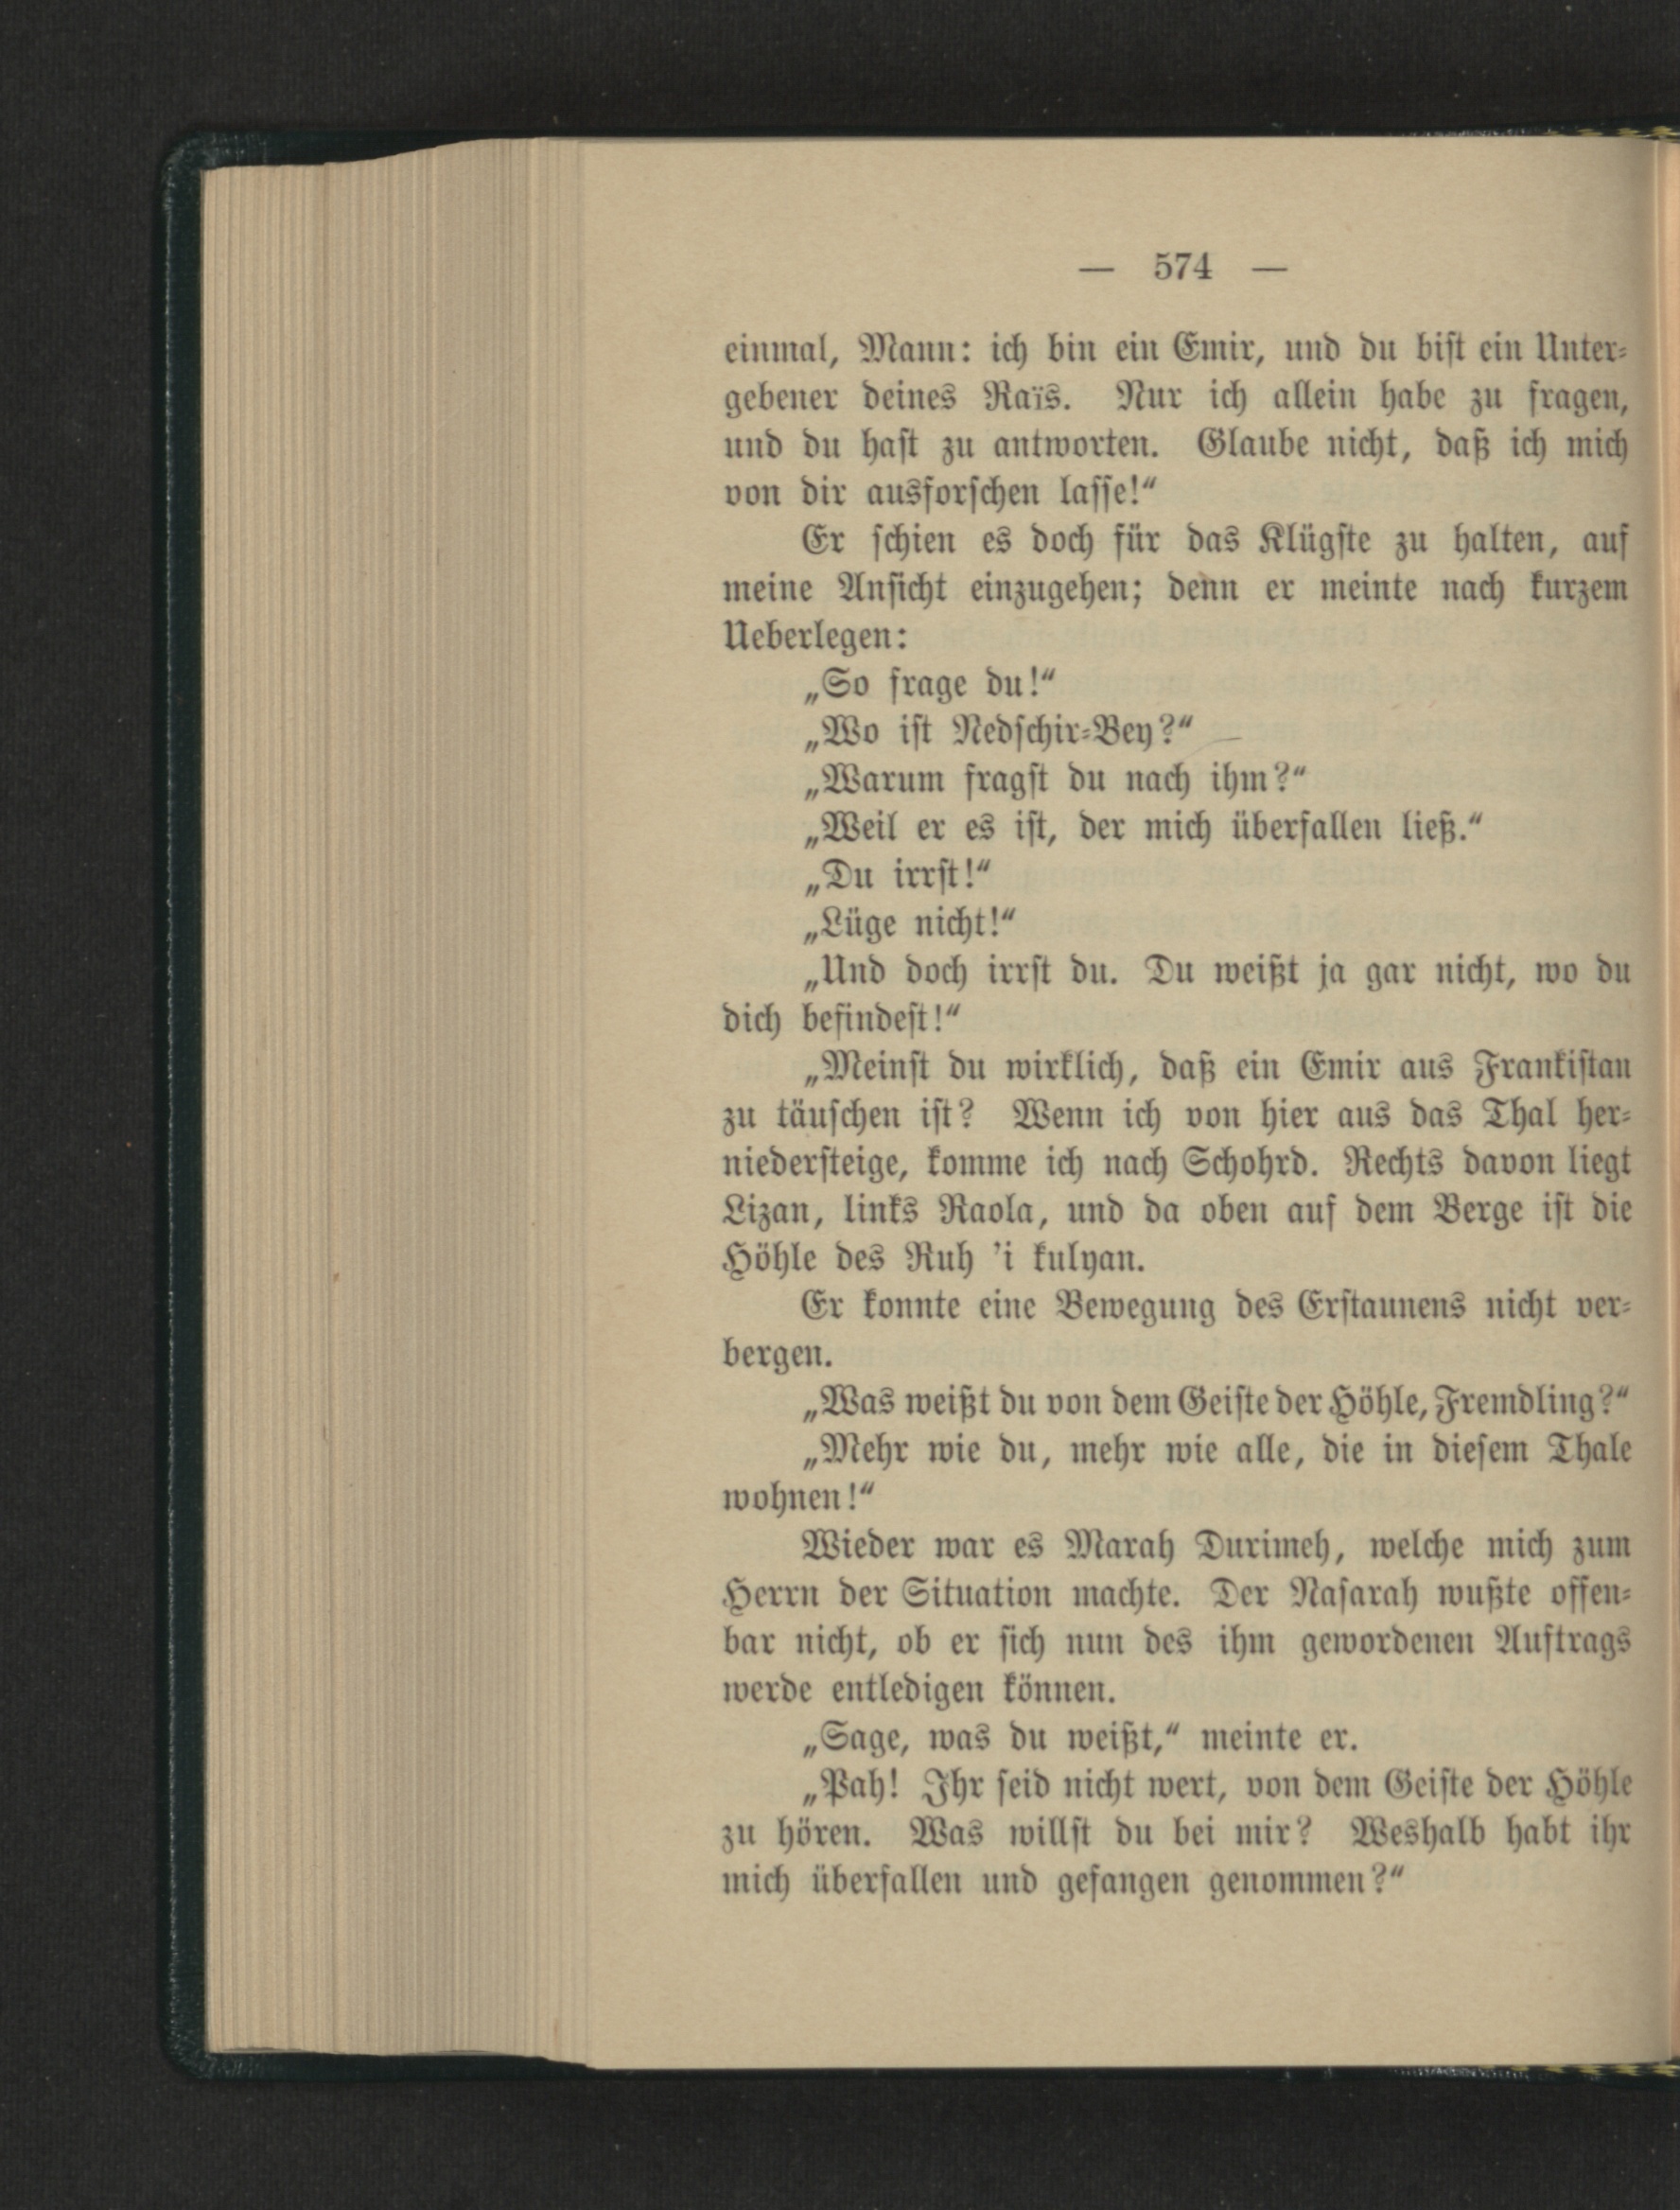 — 574 —
einmal, Mann: ich bin ein Emir, und du bist ein Unter-
gebener deines Raïs. Nur ich allein habe zu fragen,
und du hast zu antworten. Glaube nicht, daß ich mich
von dir ausforschen lasse!“
Er schien es doch für das Klügste zu halten, auf
meine Ansicht einzugehen; denn er meinte nach kurzem
Ueberlegen:
„So frage du!“
„Wo ist Nedschir-Bey?“
„Warum fragst du nach ihm?“
„Weil er es ist, der mich überfallen ließ.“
„Du irrst!“
„Lüge nicht!“
„Und doch irrst du. Du weißt ja gar nicht, wo du
dich befindest!“
„Meinst du wirklich, daß ein Emir aus Frankistan
zu täuschen ist? Wenn ich von hier aus das Thal her-
niedersteige, komme ich nach Schohrd. Rechts davon liegt
Lizan, links Raola, und da oben auf dem Berge ist die
Höhle des Ruh 'i kulyan.
Er konnte eine Bewegung des Erstaunens nicht ver-
bergen.
„Was weißt du von dem Geiste der Höhle, Fremdling?“
„Mehr wie du, mehr wie alle, die in diesem Thale
wohnen!“
Wieder war es Marah Durimeh, welche mich zum
Herrn der Situation machte. Der Nasarah wußte offen-
bar nicht, ob er sich nun des ihm gewordenen Auftrags
werde entledigen können.
„Sage, was du weißt,“ meinte er.
„Pah! Ihr seid nicht wert, von dem Geiste der Höhle
zu hören. Was willst du bei mir? Weshalb habt ihr
mich überfallen und gefangen genommen?“